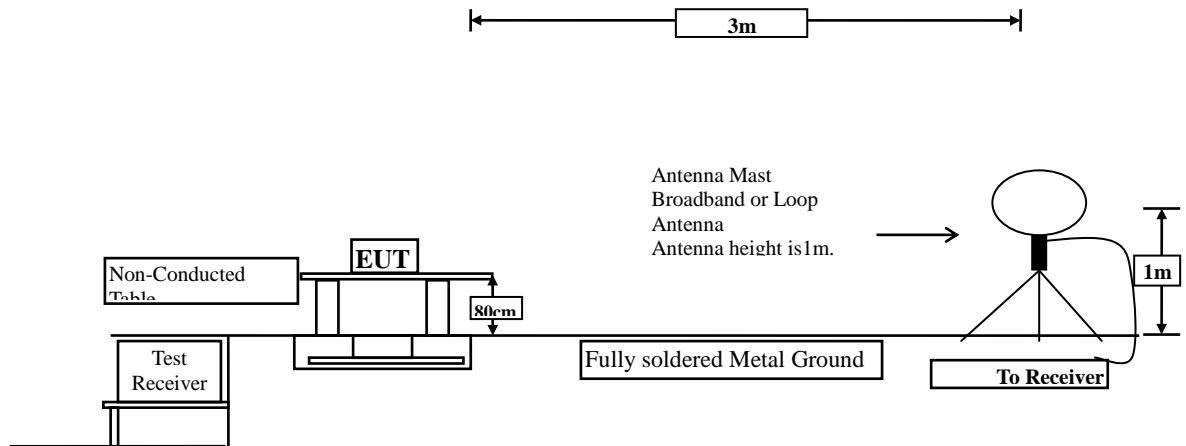 3m
Antenna Mast
Broadband or Loop
Antenna
Antenna height is1m.
EUT
Non-Conducted
Table
80cm
1m
Test
Receiver
Fully soldered Metal Ground
To Receiver